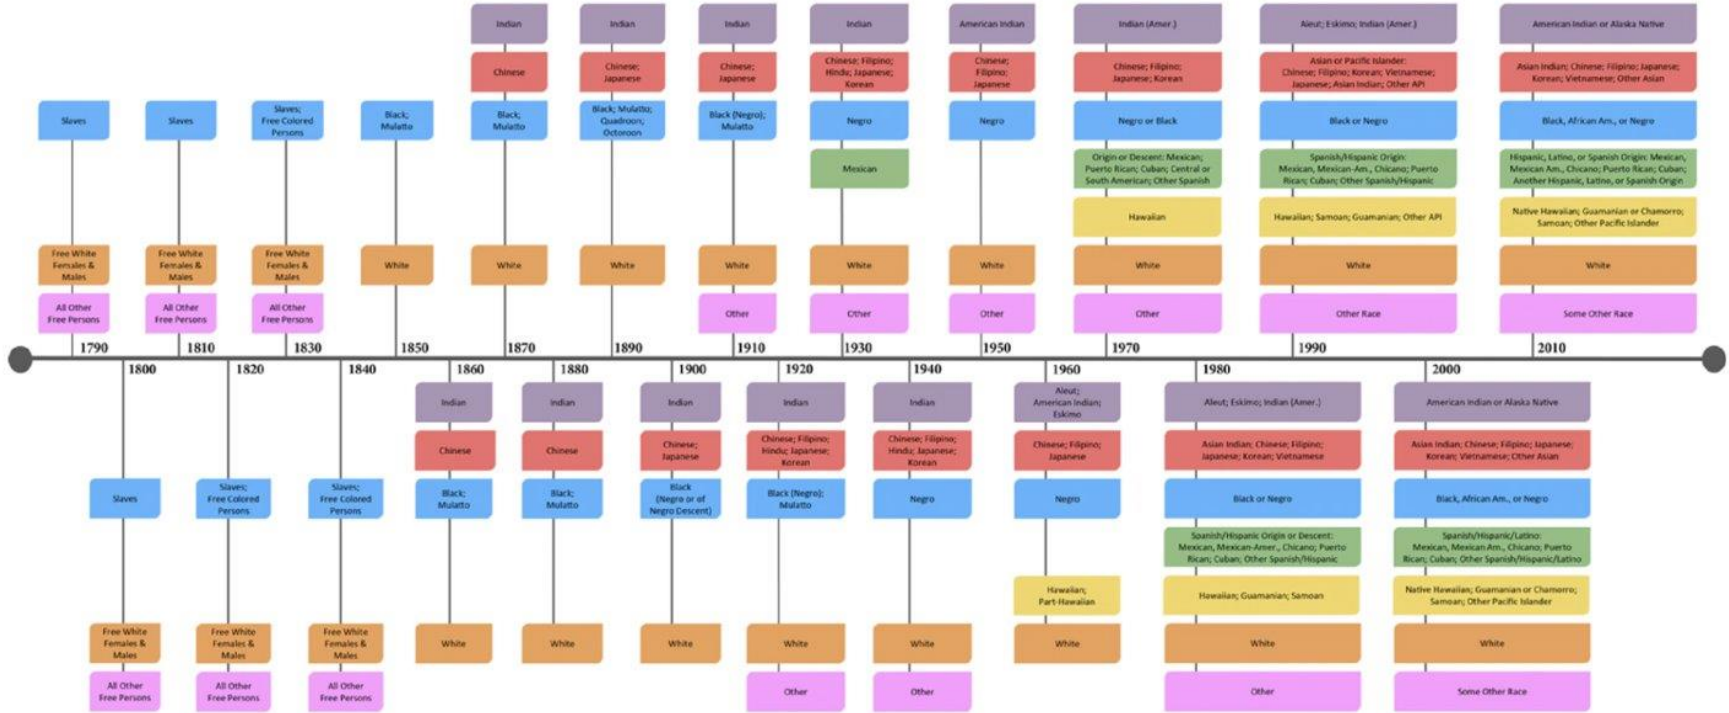 Slaves
Free White
Females &
Males
All Other
Free Persons
1790
Slaves
Free White
Females &
Males
All Other
Free Persons
1810
Slaves;
Free Colored
Persons
Free White
Females &
Males
All Other
Free Persons
1830
Black;
Mulatto
White
1850
Indian
Chinese
Black;
Mulatto
White
1870
Indian
Chinese;
Japanese
Black; Mulatto;
Quadroon;
Octoroon
White
1890
Indian
Chinese;
Japanese
Black (Negro);
Mulatto
White
Other
1910
Indian
Chinese; Filipino;
Hindu; Japanese;
Korean
Negro
Mexican
White
Other
1930
American Indian
Chinese;
Filipino;
Japanese
Negro
White
Other
1950
Indian (Amer.)
Chinese; Filipino;
Japanese; Korean
Negro or Black
Origin or Descent: Mexican;
Puerto Rican; Cuban; Central or
South American; Other Spanish
Hawaiian
White
Other
1970
Aleut; Eskimo; Indian (Amer.)
Asian or Pacific Islander:
Chinese; Filipino; Korean; Vietnamese;
Japanese; Asian Indian; Other API
Black or Negro
Spanish/Hispanic Origin:
Mexican, Mexican-Am., Chicano; Puerto
Rican; Cuban; Other Spanish/Hispanic
Hawaiian; Samoan; Guamanian; Other API
White
Other Race
1990
American Indian or Alaska Native
Asian Indian; Chinese; Filipino; Japanese;
Korean; Vietnamese; Other Asian
Black, African Am., or Negro
Hispanic, Latino, or Spanish Origin: Mexican,
Mexican Am., Chicano; Puerto Rican; Cuban;
Another Hispanic, Latino, or Spanish Origin
Native Hawaiian; Guamanian or Chamorro;
Samoan; Other Pacific Islander
White
Some Other Race
2010
1800
Slaves
Free White
Females &
Males
All Other
Free Persons
1820
Slaves;
Free Colored
Persons
Free White
Females &
Males
All Other
Free Persons
1840
Slaves;
Free Colored
Persons
Free White
Females &
Males
All Other
Free Persons
1860
Indian
Chinese
Black;
Mulatto
White
1880
Indian
Chinese
Black;
Mulatto
White
1900
Indian
Chinese;
Japanese
Black
(Negro or of
Negro Descent)
White
1920
Indian
Chinese; Filipino;
Hindu; Japanese;
Korean
Black (Negro);
Mulatto
White
Other
1940
Indian
Chinese; Filipino;
Hindu; Japanese;
Korean
Negro
White
Other
1960
Aleut;
American Indian;
Eskimo
Chinese; Filipino;
Japanese
Negro
Hawaiian;
Part-Hawaiian
White
1980
Aleut; Eskimo; Indian (Amer.)
Asian Indian; Chinese; Filipino;
Japanese; Korean; Vietnamese
Black or Negro
Spanish/Hispanic Origin or Descent:
Mexican, Mexican-Amer., Chicano; Puerto
Rican; Cuban; Other Spanish/Hispanic
Hawaiian; Guamanian; Samoan
White
Other
2000
American Indian or Alaska Native
Asian Indian; Chinese; Filipino; Japanese;
Korean; Vietnamese; Other Asian
Black, African Am., or Negro
Spanish/Hispanic/Latino:
Mexican, Mexican Am., Chicano; Puerto
Rican; Cuban; Other Spanish/Hispanic/Latino
Native Hawaiian; Guamanian or Chamorro;
Samoan; Other Pacific Islander
White
Some Other Race